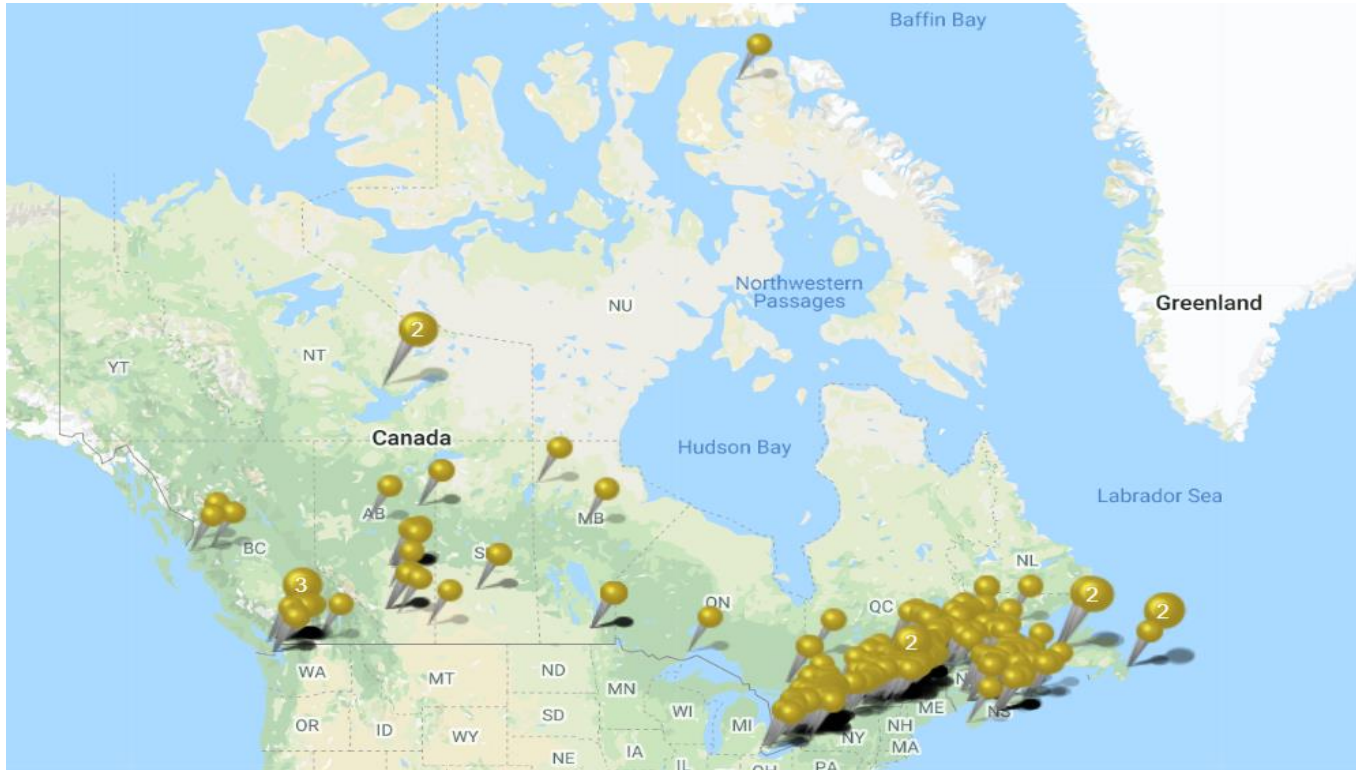 Baffin Bay
Northwestern
Passages
Greenland
NU
NT
YT
2
Canada
Hudson Bay
Labrador Sea
AB
MB
BC
NL
3
ON
QC
2
2
2
WA
MT
ND
MN
NS
ME
OR
ID
SD
WI
MI
NH
NY
WY
MA
IA
NE
PA